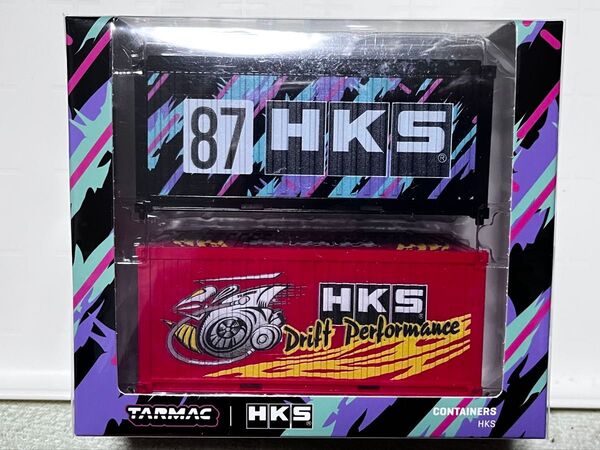 87 HKS®
HKS
Drift Performance
TARMAC | HKS®
CONTAINERS
HKS